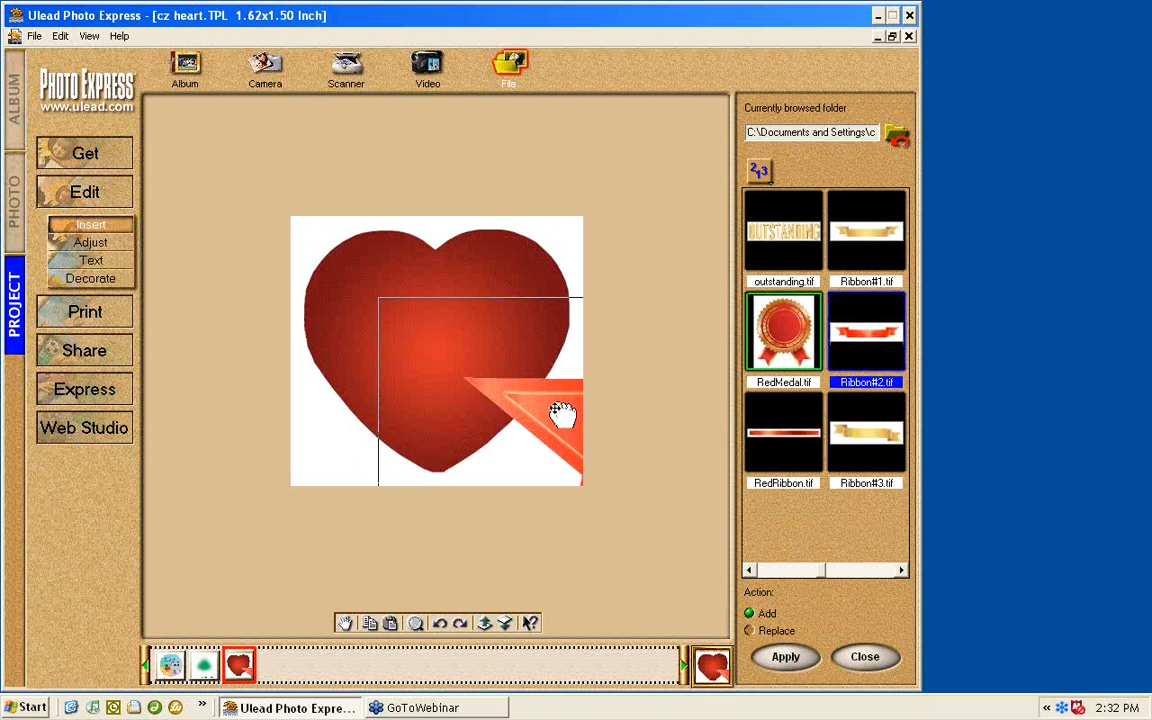 Ulead Photo Express - [cz heart.TPL 1.62x1.50 Inch]
File Edit View Help
ALBUM
PHOTO
PROJECT
PHOTO EXPRESS
www.ulead.com
Album Camera Scanner Video File
Get
Edit
Insert
Adjust
Text
Decorate
Print
Share
Express
Web Studio
Currently browsed folder
C:\Documents and Settings\c
213
OUTSTANDING
outstanding.tif Ribbon#1.tif
RedMedal.tif Ribbon#2.tif
RedRibbon.tif Ribbon#3.tif
Action:
Add
Replace
Apply Close
Start » Ulead Photo Expre... GoToWebinar « 2:32 PM